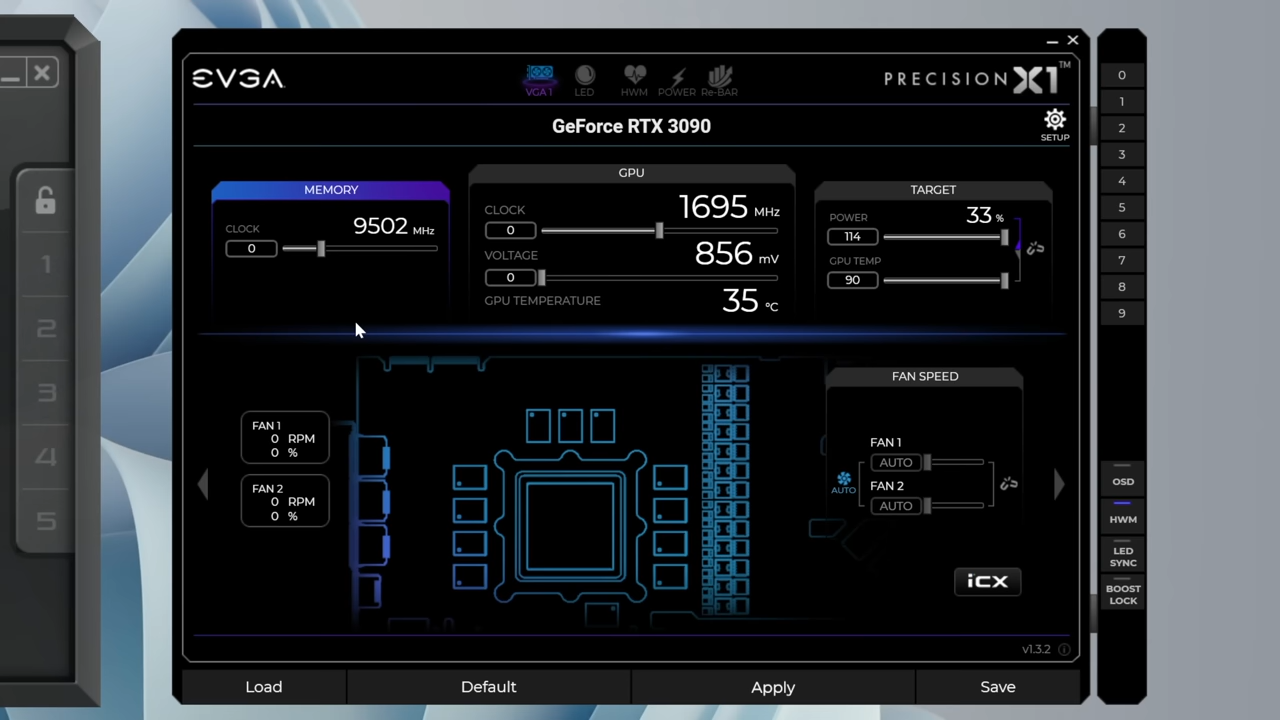 EVGA
VGA 1
LED
HWM
POWER
Re-BAR
PRECISION X1™
GeForce RTX 3090
SETUP
MEMORY
CLOCK
0
9502 MHz
GPU
CLOCK
0
1695 MHz
VOLTAGE
0
856 mV
GPU TEMPERATURE
35 °C
TARGET
POWER
33 %
114
GPU TEMP
90
FAN 1
0 RPM
0 %
FAN 2
0 RPM
0 %
FAN SPEED
FAN 1
AUTO
AUTO
FAN 2
AUTO
iCX
v1.3.2
Load
Default
Apply
Save
0
1
2
3
4
5
6
7
8
9
OSD
HWM
LED
SYNC
BOOST
LOCK
1
2
3
4
5